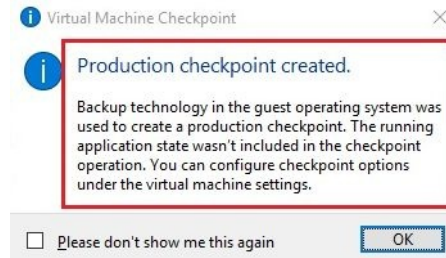 Virtual Machine Checkpoint
Production checkpoint created.
Backup technology in the guest operating system was
used to create a production checkpoint. The running
application state wasn't included in the checkpoint
operation. You can configure checkpoint options
under the virtual machine settings.
Please don't show me this again
OK